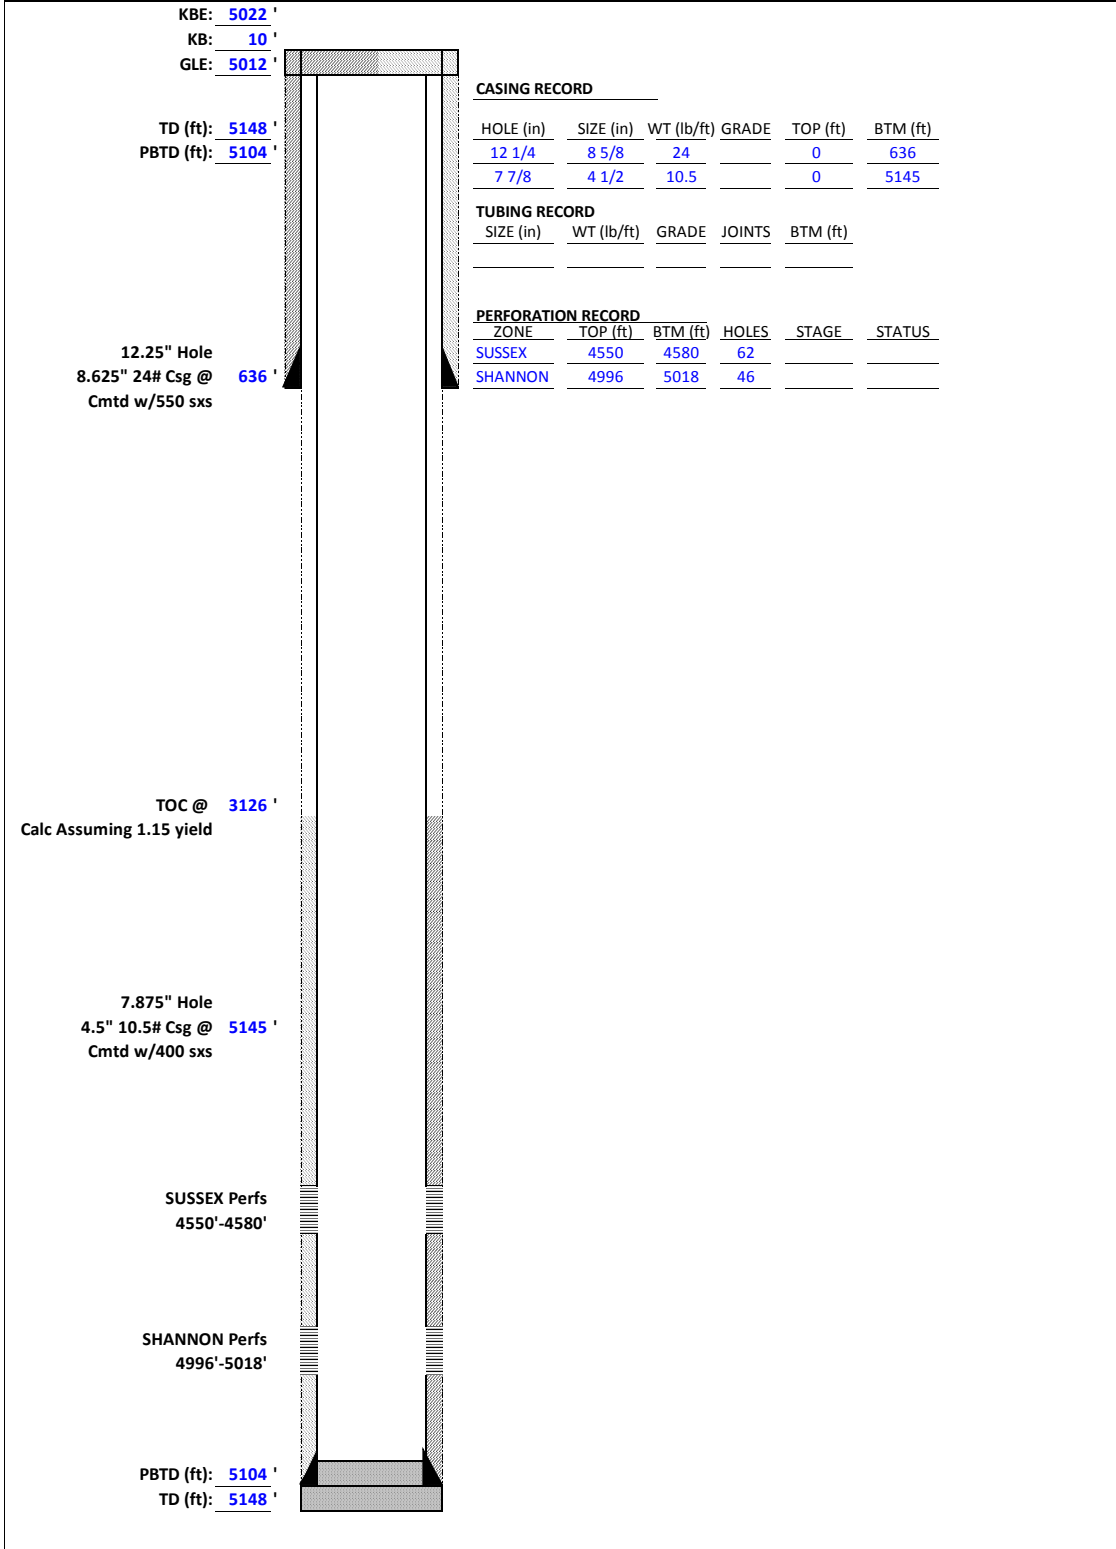 KBE: 5022 '
KB: 10 '
GLE: 5012 '
CASING RECORD
TD (ft): 5148 '
HOLE (in) SIZE (in) WT (lb/ft) GRADE TOP (ft) BTM (ft)
PBTD (ft): 5104 '
12 1/4 8 5/8 24 0 636
7 7/8 4 1/2 10.5 0 5145
TUBING RECORD
SIZE (in) WT (lb/ft) GRADE JOINTS BTM (ft)
PERFORATION RECORD
ZONE TOP (ft) BTM (ft) HOLES STAGE STATUS
SUSSEX 4550 4580 62
SHANNON 4996 5018 46
12.25" Hole
8.625" 24# Csg @ 636 '
Cmtd w/550 sxs
TOC @ 3126 '
Calc Assuming 1.15 yield
7.875" Hole
4.5" 10.5# Csg @ 5145 '
Cmtd w/400 sxs
SUSSEX Perfs
4550'-4580'
SHANNON Perfs
4996'-5018'
PBTD (ft): 5104 '
TD (ft): 5148 '